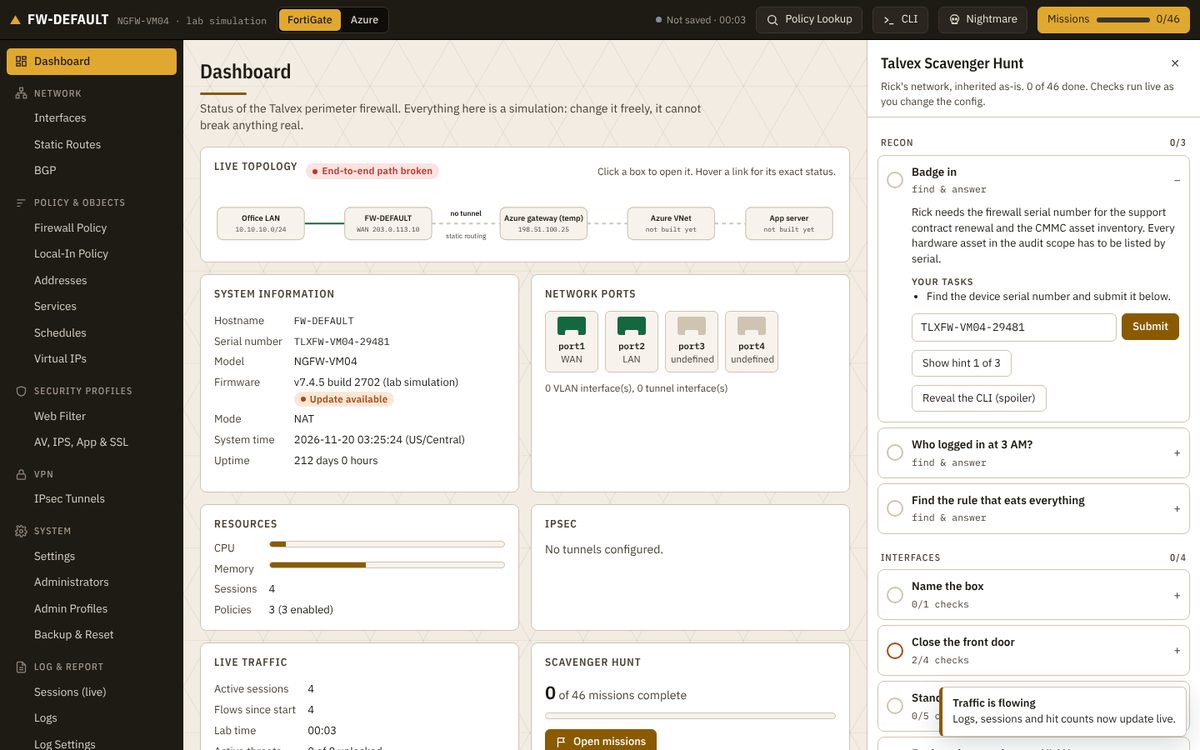 FW-DEFAULT NGFW-VM04 · lab simulation FortiGate Azure Not saved · 00:03 Policy Lookup CLI Nightmare Missions 0/46
Dashboard
NETWORK
Interfaces
Static Routes
BGP
POLICY & OBJECTS
Firewall Policy
Local-In Policy
Addresses
Services
Schedules
Virtual IPs
SECURITY PROFILES
Web Filter
AV, IPS, App & SSL
VPN
IPsec Tunnels
SYSTEM
Settings
Administrators
Admin Profiles
Backup & Reset
LOG & REPORT
Sessions (live)
Logs
Log Settings
Dashboard
Status of the Talvex perimeter firewall. Everything here is a simulation: change it freely, it cannot
break anything real.
LIVE TOPOLOGY End-to-end path broken Click a box to open it. Hover a link for its exact status.
Office LAN
10.10.10.0/24
FW-DEFAULT
WAN 203.0.113.10
no tunnel
static routing
Azure gateway (temp)
198.51.100.25
Azure VNet
not built yet
App server
not built yet
SYSTEM INFORMATION
Hostname FW-DEFAULT
Serial number TLXFW-VM04-29481
Model NGFW-VM04
Firmware v7.4.5 build 2702 (lab simulation)
Update available
Mode NAT
System time 2026-11-20 03:25:24 (US/Central)
Uptime 212 days 0 hours
NETWORK PORTS
port1
WAN
port2
LAN
port3
undefined
port4
undefined
0 VLAN interface(s), 0 tunnel interface(s)
RESOURCES
CPU
Memory
Sessions 4
Policies 3 (3 enabled)
IPSEC
No tunnels configured.
LIVE TRAFFIC
Active sessions 4
Flows since start 4
Lab time 00:03
SCAVENGER HUNT
0 of 46 missions complete
Open missions
Talvex Scavenger Hunt
Rick's network, inherited as-is. 0 of 46 done. Checks run live as
you change the config.
RECON 0/3
Badge in
find & answer
Rick needs the firewall serial number for the support
contract renewal and the CMMC asset inventory. Every
hardware asset in the audit scope has to be listed by
serial.
YOUR TASKS
• Find the device serial number and submit it below.
TLXFW-VM04-29481 Submit
Show hint 1 of 3
Reveal the CLI (spoiler)
Who logged in at 3 AM?
find & answer
Find the rule that eats everything
find & answer
INTERFACES 0/4
Name the box
0/1 checks
Close the front door
2/4 checks
0/5
Traffic is flowing
Logs, sessions and hit counts now update live.